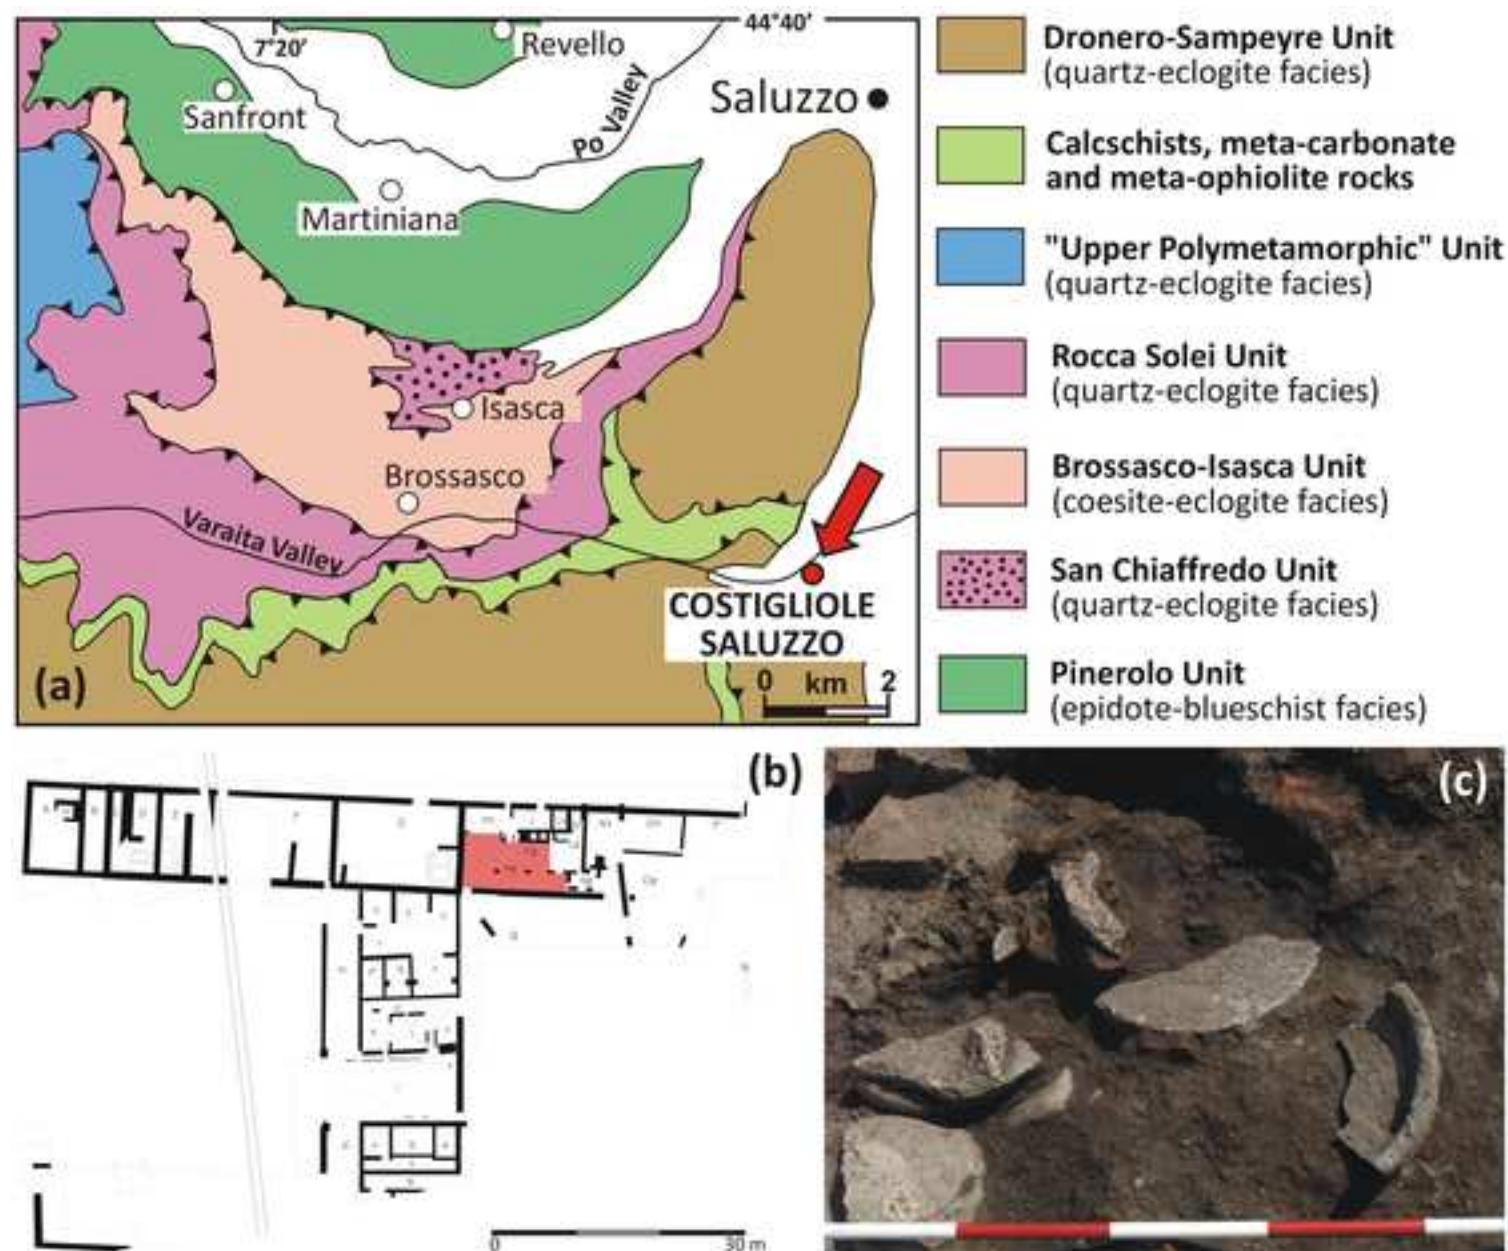 44°40'
7°20'
Revello
Sanfront
Po Valley
Saluzzo
Martiniana
Isasca
Brossasco
Varaita Valley
COSTIGLIOLE
SALUZZO
(a)
0 km 2
Dronero-Sampeyre Unit
(quartz-eclogite facies)
Calcschists, meta-carbonate
and meta-ophiolite rocks
"Upper Polymetamorphic" Unit
(quartz-eclogite facies)
Rocca Solei Unit
(quartz-eclogite facies)
Brossasco-Isasca Unit
(coesite-eclogite facies)
San Chiaffredo Unit
(quartz-eclogite facies)
Pinerolo Unit
(epidote-blueschist facies)
(b)
0 30 m
(c)